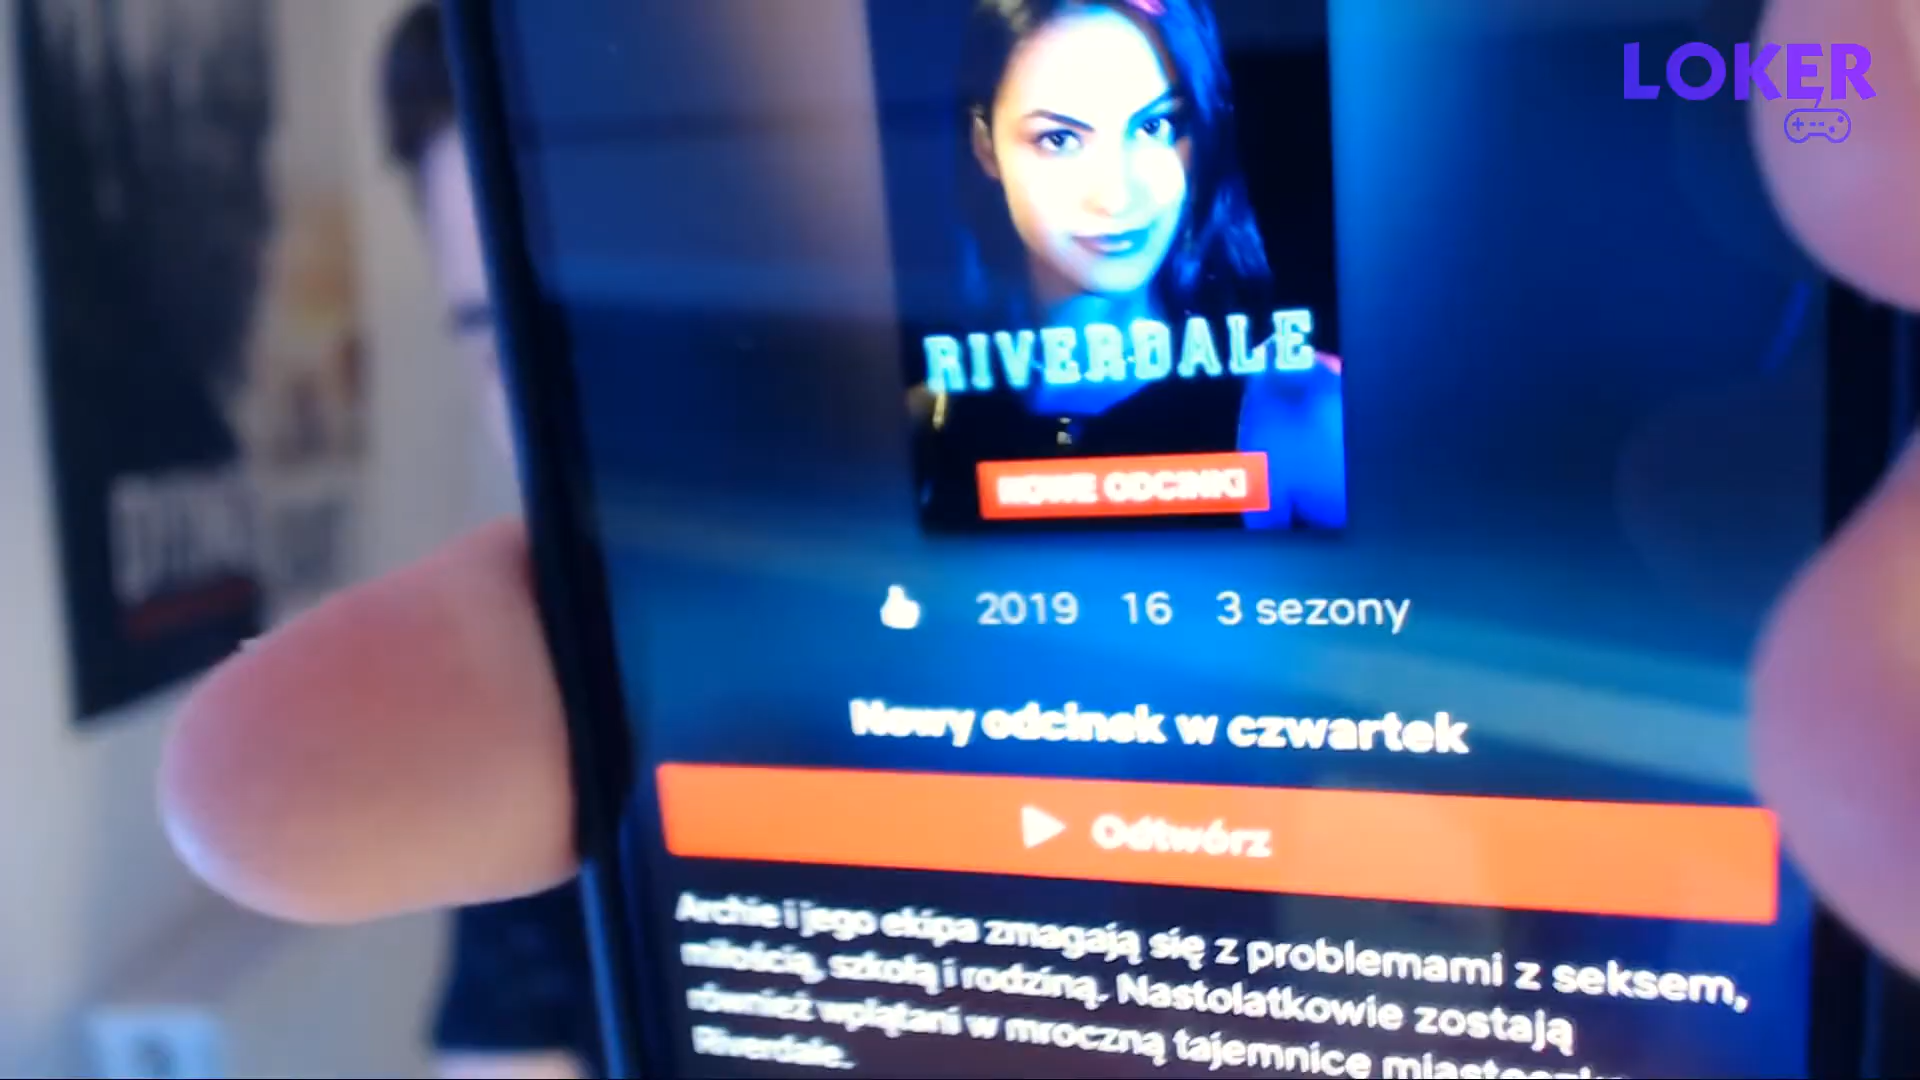 LOKER
RIVERDALE
NOWE ODCINKI
2019 16 3 sezony
Nowy odcinek w czwartek
Odtwórz
Archie i jego ekipa zmagają się z problemami z seksem,
miłością, szkołą i rodziną. Nastolatkowie zostają
również wplątani w mroczną tajemnicę
Riverdale.